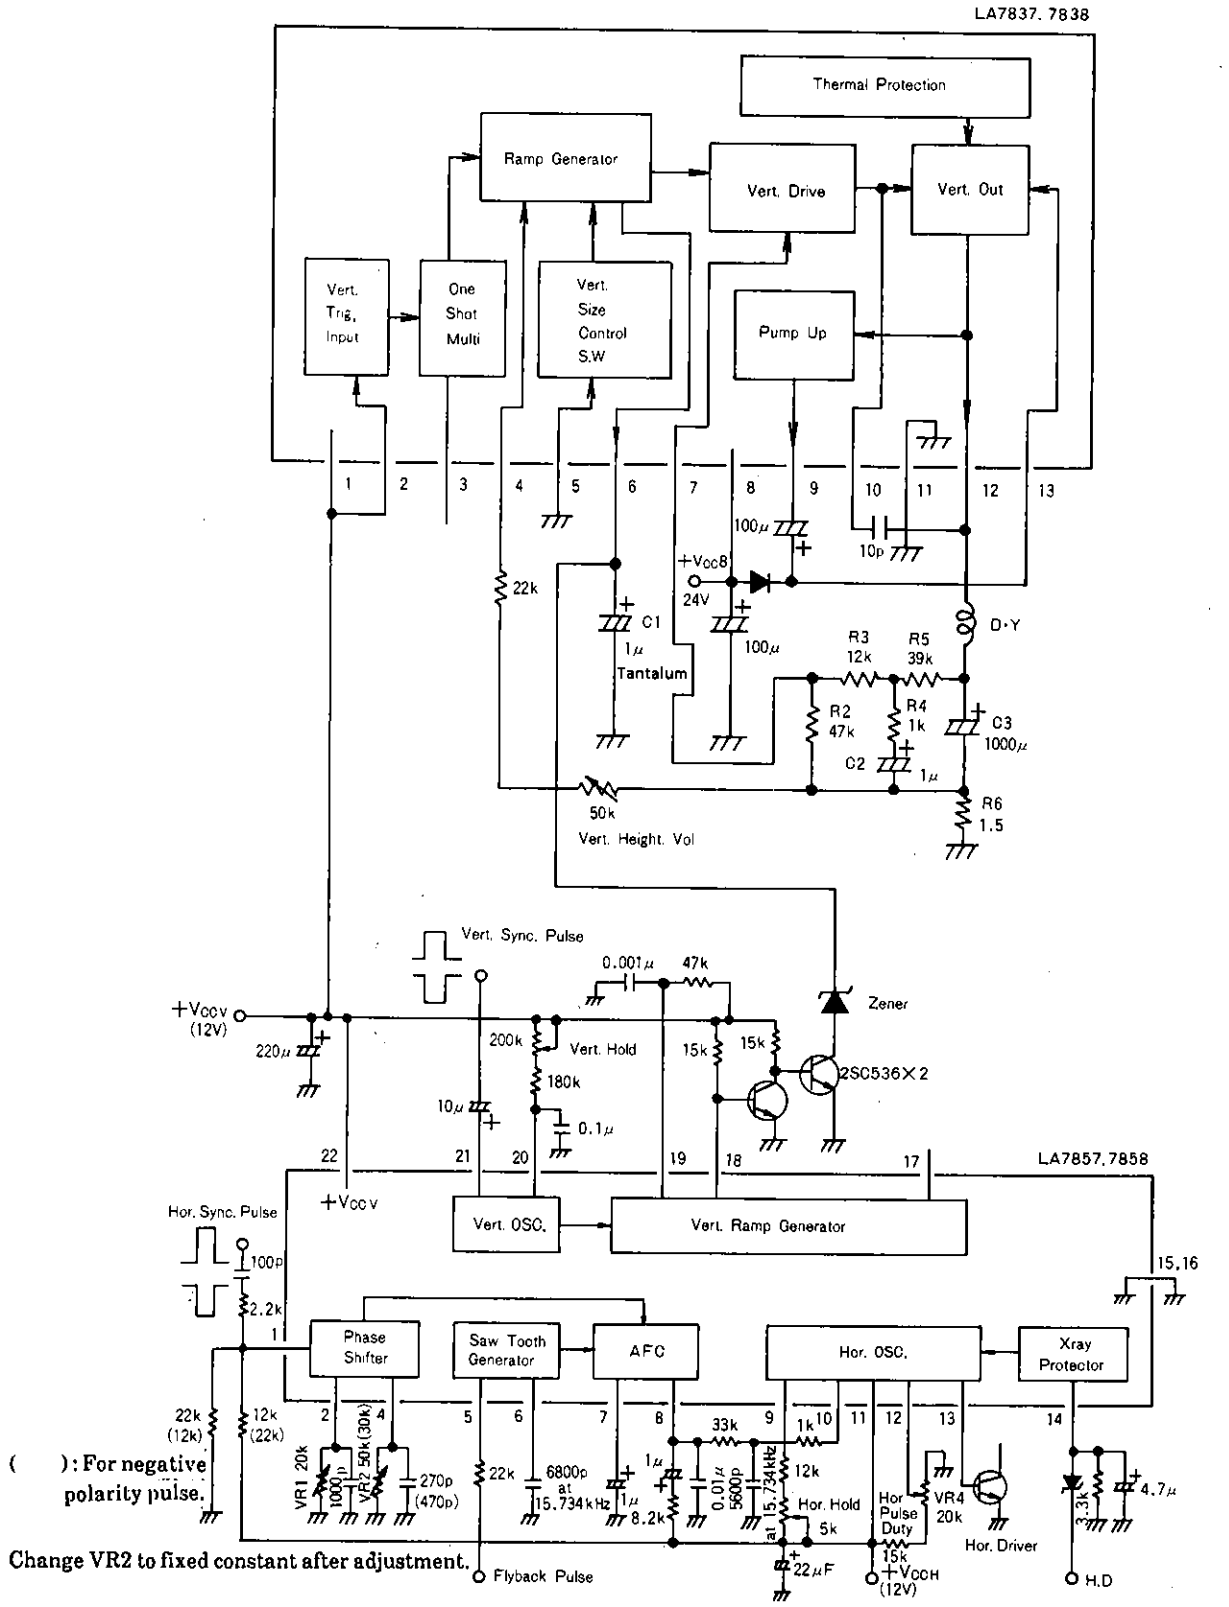 LA7837. 7838
Thermal Protection
Ramp Generator
Vert. Drive
Vert. Out
Vert.
Trig.
Input
One
Shot
Multi
Vert.
Size
Control
S.W
Pump Up
1 2 3 4 5 6 7 8 9 10 11 12 13
100μ
10p
+Vcc8
24V
22k
C1
1μ
Tantalum
100μ
D·Y
R3
12k
R5
39k
R2
47k
R4
1k
C3
1000μ
C2
1μ
50k
R6
1.5
Vert. Height. Vol
Vert. Sync. Pulse
0.001μ
47k
Zener
+VCCV
(12V)
220μ
200k
Vert. Hold
15k
15k
2SC536×2
180k
10μ
0.1μ
22 21 20 19 18 17
LA7857,7858
+VCCV
Hor. Sync. Pulse
Vert. OSC.
Vert. Ramp Generator
100p
2.2k
15,16
1
Phase
Shifter
Saw Tooth
Generator
AFC
Hor. OSC.
Xray
Protector
2 4 5 6 7 8 9 10 11 12 13 14
22k
(12k)
12k
(22k)
VR1 20k
1000p
VR2 50k(30k)
270p
(470p)
22k
6800p
at
15.734kHz
1μ
1μ
8.2k
33k
0.01μ
5600p
at 15.734kHz
1k
12k
Hor. Hold
5k
Hor
Pulse
Duty
VR4
20k
15k
Hor. Driver
3.3k
4.7μ
( ): For negative
polarity pulse.
Change VR2 to fixed constant after adjustment.
Flyback Pulse
22μF
+VCCH
(12V)
H.D